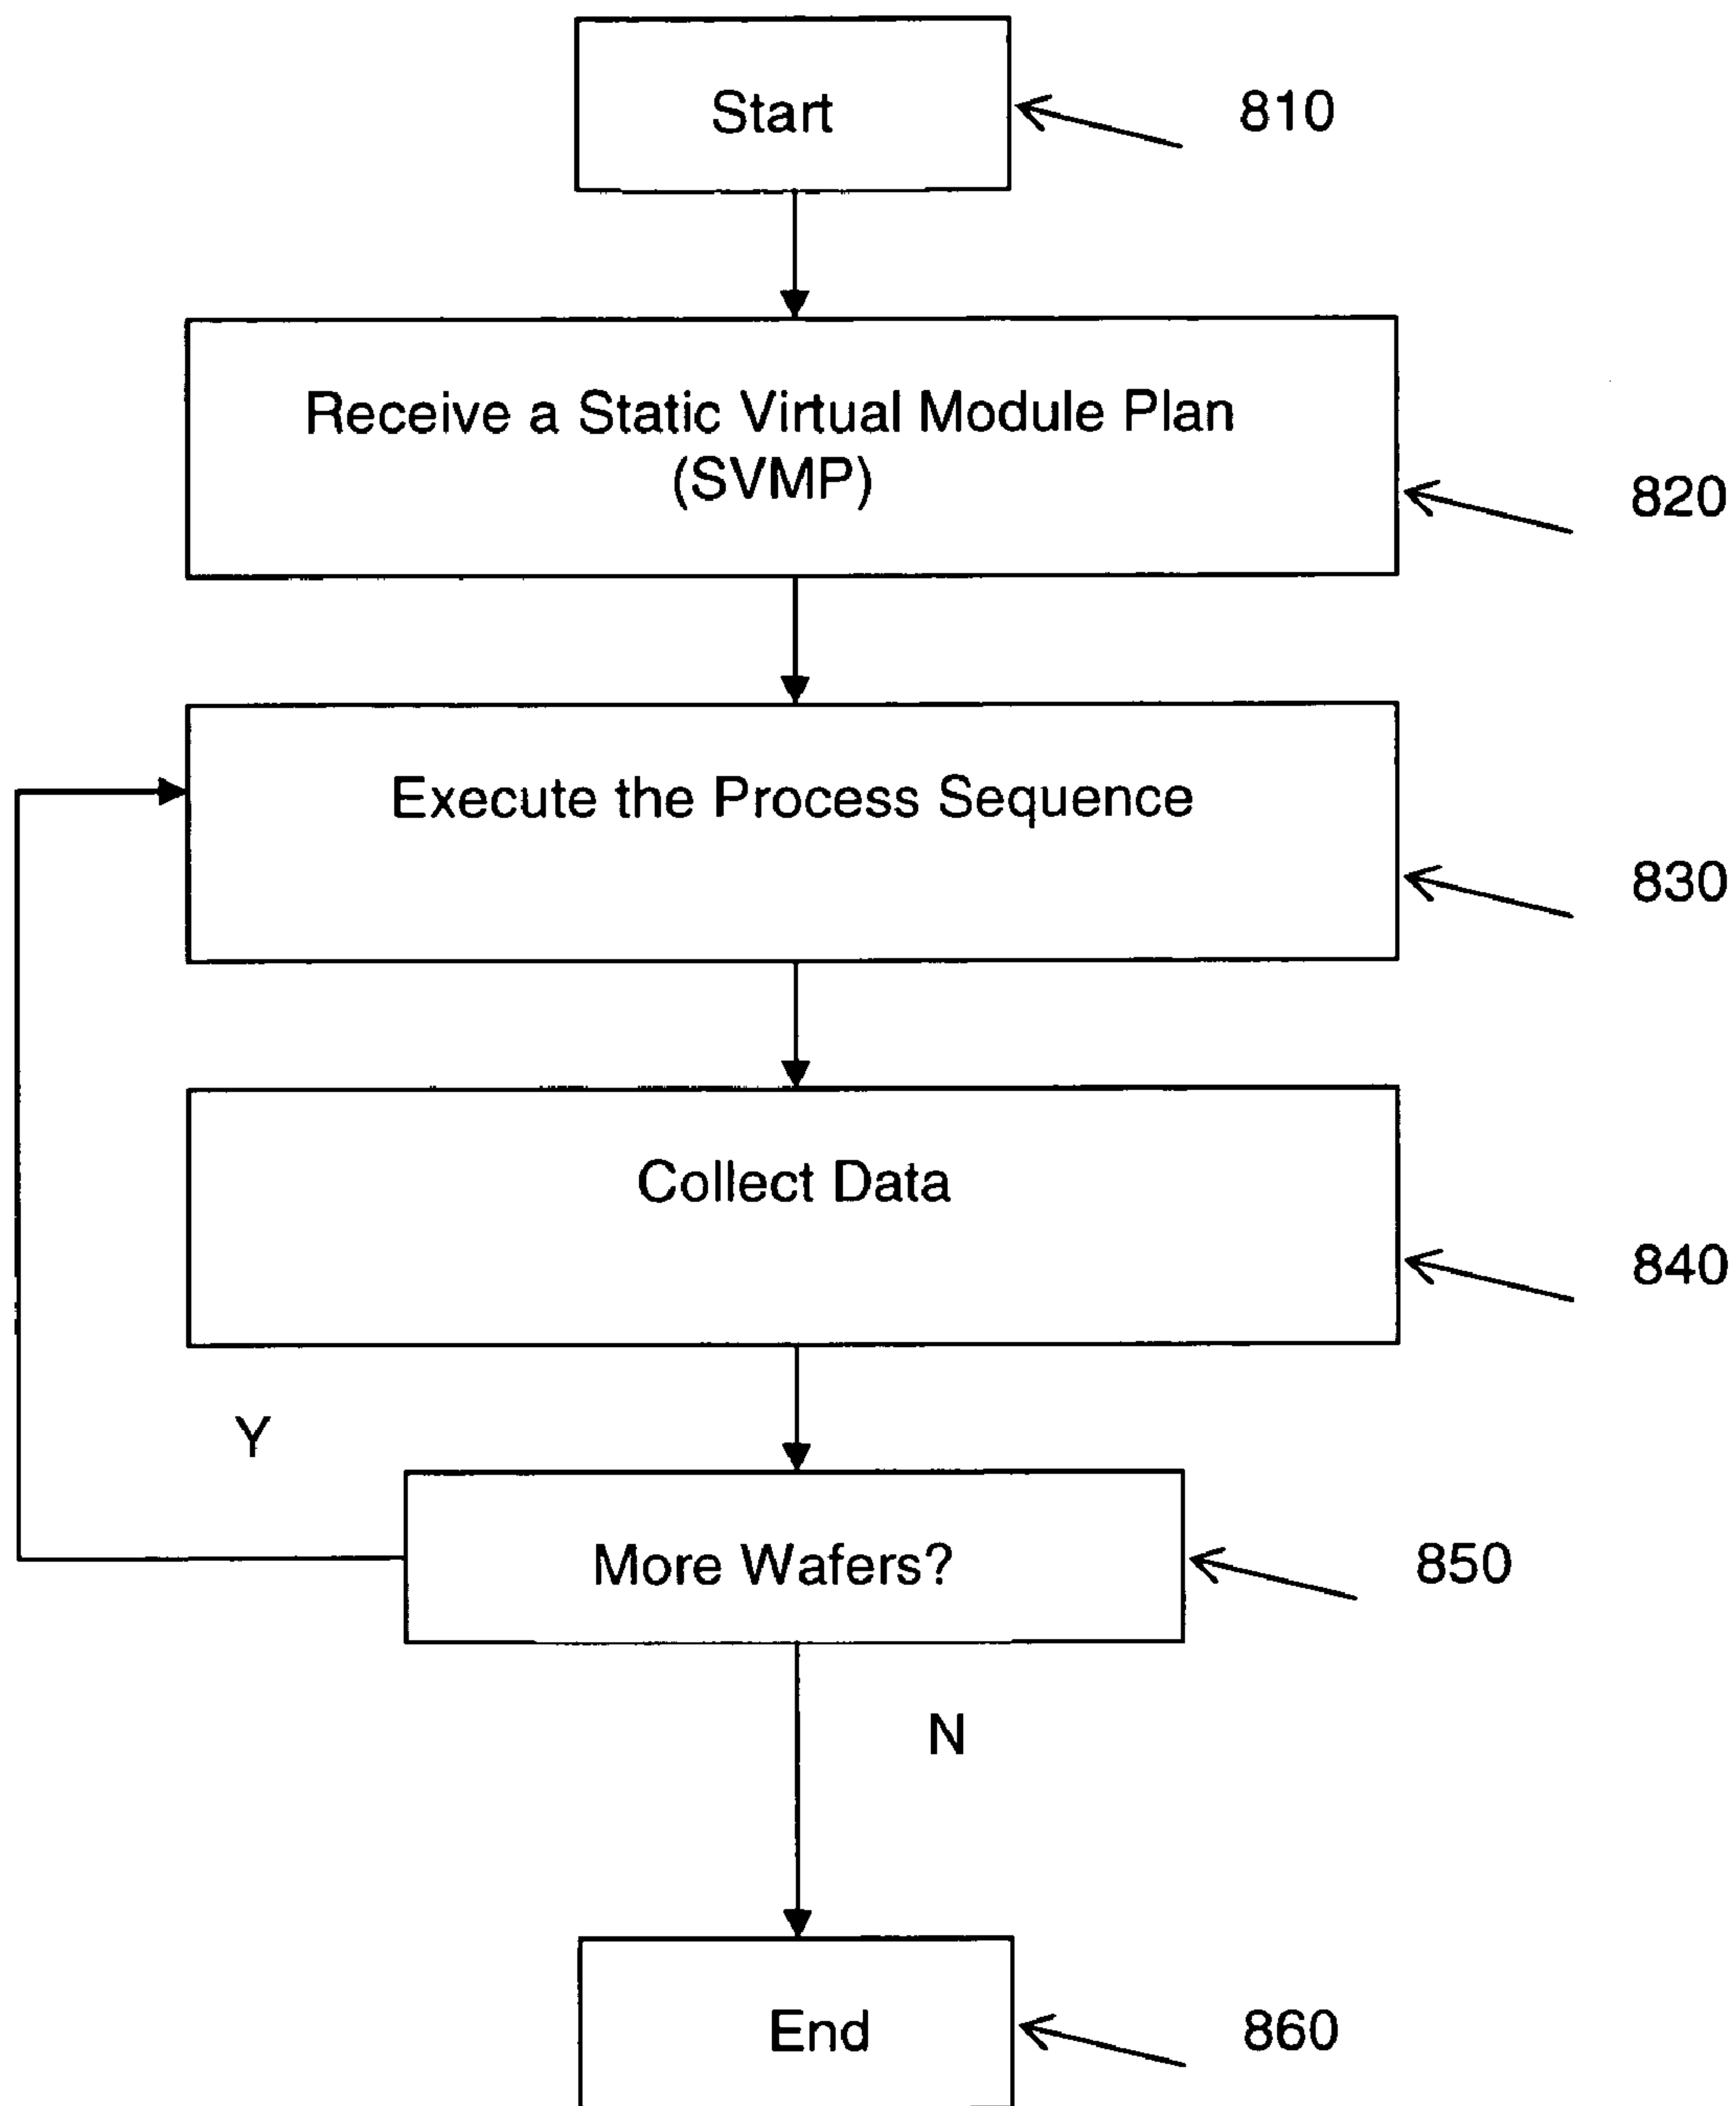 Start
810
Receive a Static Virtual Module Plan
(SVMP)
820
Execute the Process Sequence
830
Collect Data
840
Y
More Wafers?
850
N
End
860